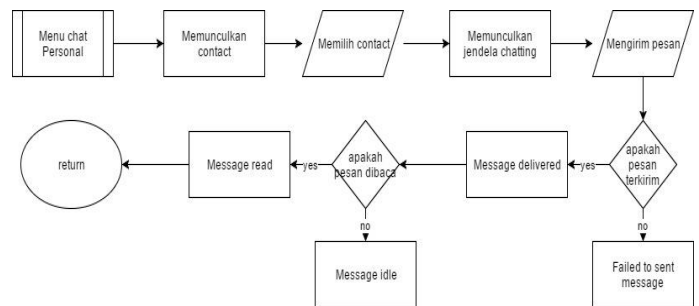 Menu chat
Personal
Memunculkan
contact
Memilih contact
Memunculkan
jendela chatting
Mengirim pesan
apakah
pesan
terkirim
yes
Message delivered
apakah
pesan dibaca
yes
Message read
return
no
Message idle
no
Failed to sent
message